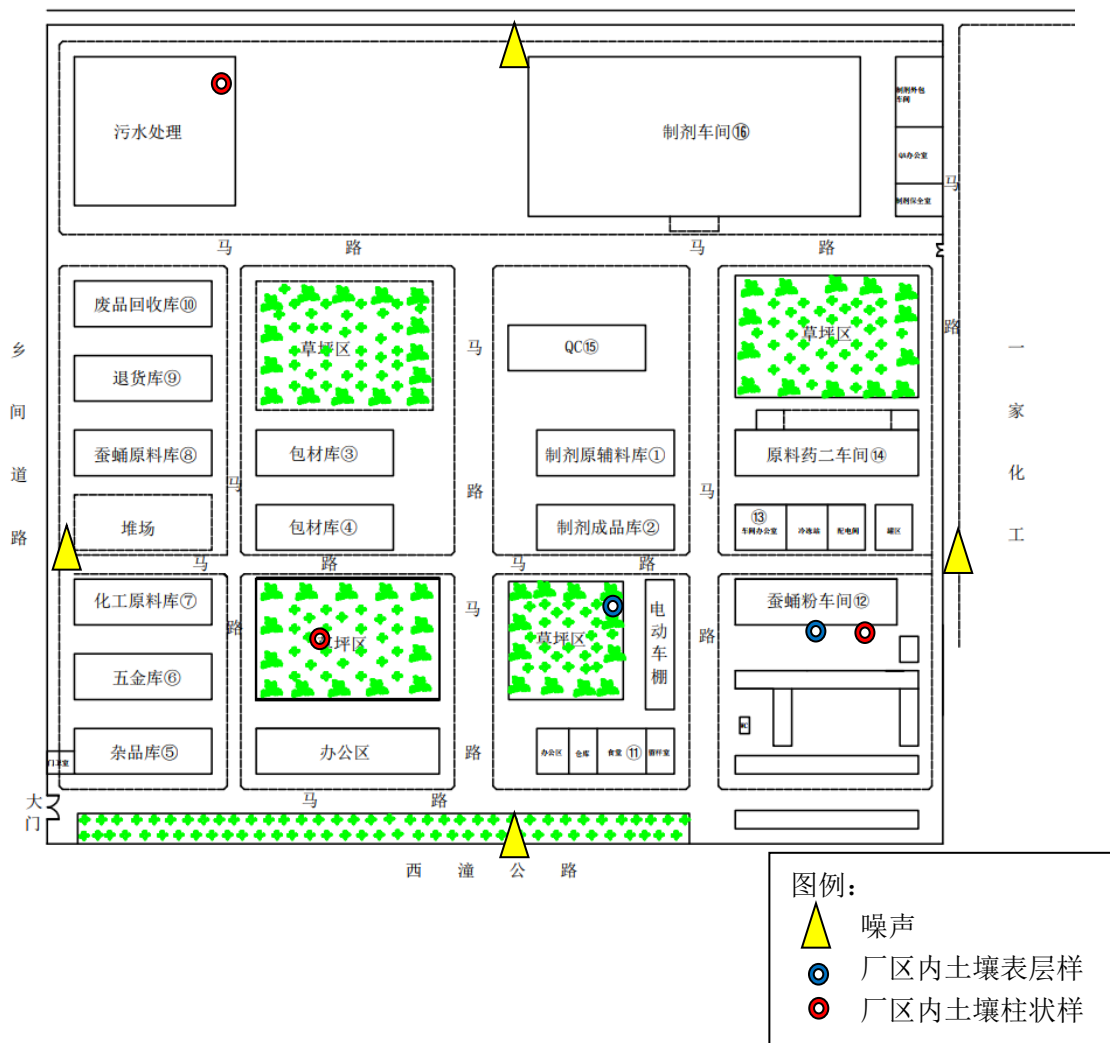 污水处理
制剂车间⑯
制剂外包
车间
QA办公室
制剂保全室
马
路
马 路
马 路
废品回收库⑩
草坪区
QC⑮
草坪区
退货库⑨
蚕蛹原料库⑧
包材库③
制剂原辅料库①
原料药二车间⑭
堆场
包材库④
制剂成品库②
⑬
车间办公室
冷冻站
配电间
罐区
马
路
马
路
马
路
马
路
马 路
马 路
马
路
化工原料库⑦
草坪区
草坪区
电动车棚
蚕蛹粉车间⑫
五金库⑥
WC
杂品库⑤
办公区
办公区
仓库
食堂 ⑪
留样室
门卫室
大门
马 路
乡间道路
一家化工
西潼公路
图例：
噪声
厂区内土壤表层样
厂区内土壤柱状样